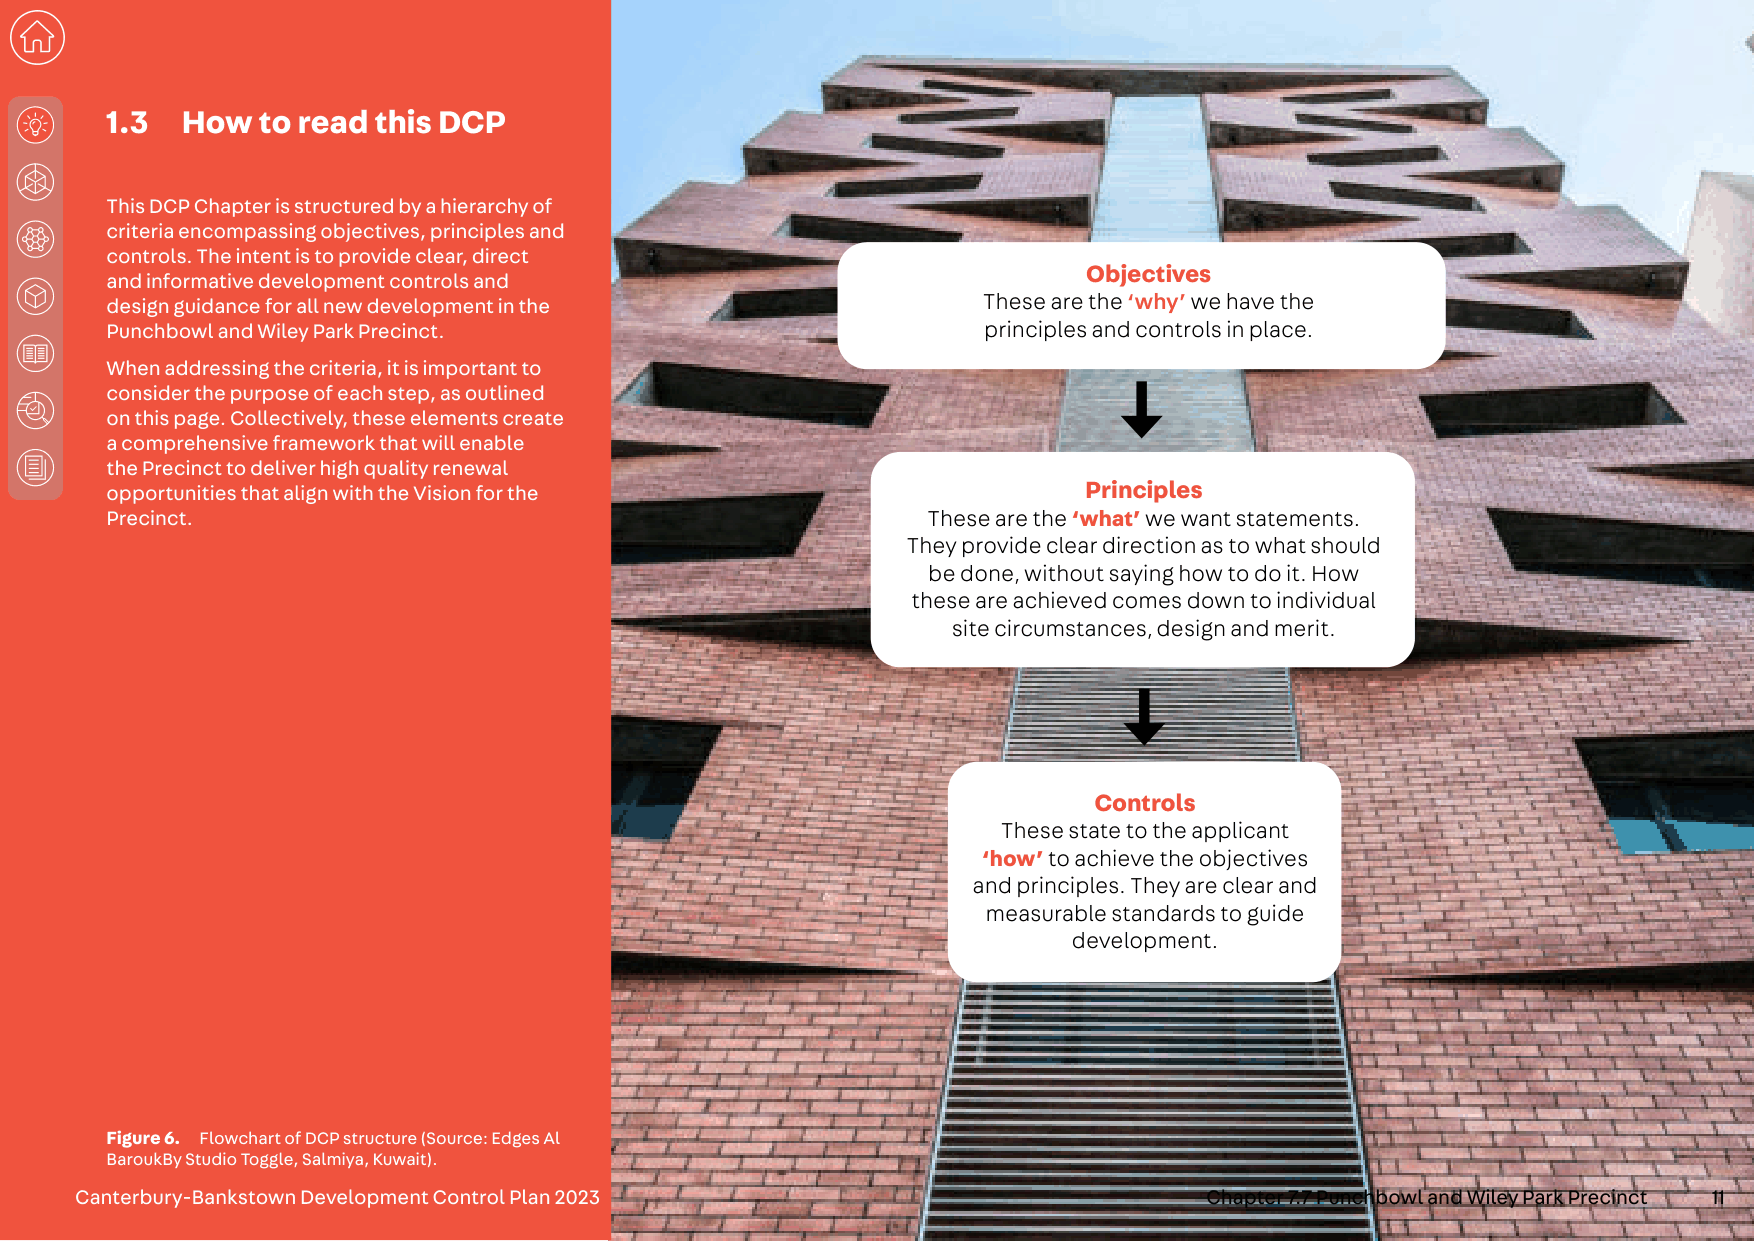 1.3 How to read this DCP
This DCP Chapter is structured by a hierarchy of
criteria encompassing objectives, principles and
controls. The intent is to provide clear, direct
and informative development controls and
design guidance for all new development in the
Punchbowl and Wiley Park Precinct.
When addressing the criteria, it is important to
consider the purpose of each step, as outlined
on this page. Collectively, these elements create
a comprehensive framework that will enable
the Precinct to deliver high quality renewal
opportunities that align with the Vision for the
Precinct.
Objectives
These are the ‘why’ we have the
principles and controls in place.
Principles
These are the ‘what’ we want statements.
They provide clear direction as to what should
be done, without saying how to do it. How
these are achieved comes down to individual
site circumstances, design and merit.
Controls
These state to the applicant
‘how’ to achieve the objectives
and principles. They are clear and
measurable standards to guide
development.
Figure 6. Flowchart of DCP structure (Source: Edges Al
BaroukBy Studio Toggle, Salmiya, Kuwait).
Canterbury-Bankstown Development Control Plan 2023
Chapter 7.7 Punchbowl and Wiley Park Precinct 11